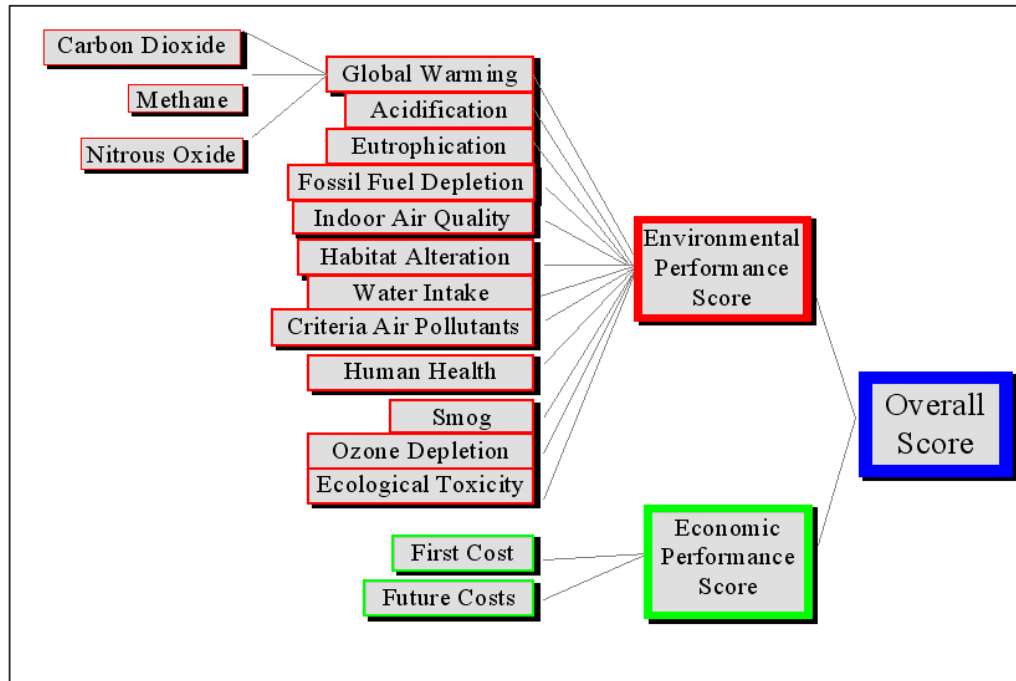 Carbon Dioxide
Methane
Nitrous Oxide
Global Warming
Acidification
Eutrophication
Fossil Fuel Depletion
Indoor Air Quality
Habitat Alteration
Water Intake
Criteria Air Pollutants
Human Health
Smog
Ozone Depletion
Ecological Toxicity
First Cost
Future Costs
Environmental
Performance
Score
Economic
Performance
Score
Overall
Score